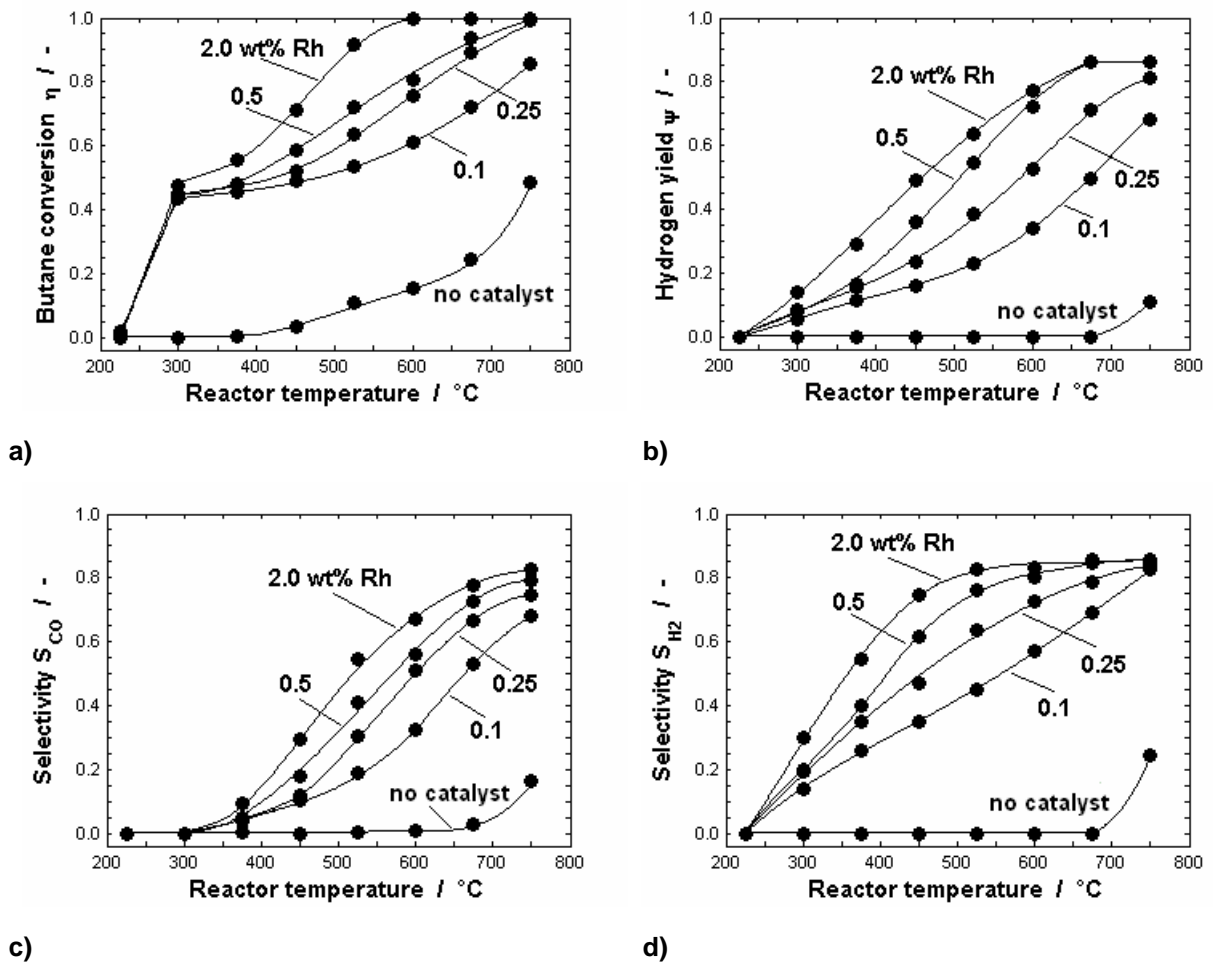 1.0
0.8
0.6
0.4
0.2
0.0
Butane conversion η / -
2.0 wt% Rh
0.5
0.25
0.1
no catalyst
200 300 400 500 600 700 800
Reactor temperature / °C
a)
1.0
0.8
0.6
0.4
0.2
0.0
Hydrogen yield ψ / -
2.0 wt% Rh
0.5
0.25
0.1
no catalyst
200 300 400 500 600 700 800
Reactor temperature / °C
b)
1.0
0.8
0.6
0.4
0.2
0.0
Selectivity S_CO / -
2.0 wt% Rh
0.5
0.25
0.1
no catalyst
200 300 400 500 600 700 800
Reactor temperature / °C
c)
1.0
0.8
0.6
0.4
0.2
0.0
Selectivity S_H2 / -
2.0 wt% Rh
0.5
0.25
0.1
no catalyst
200 300 400 500 600 700 800
Reactor temperature / °C
d)